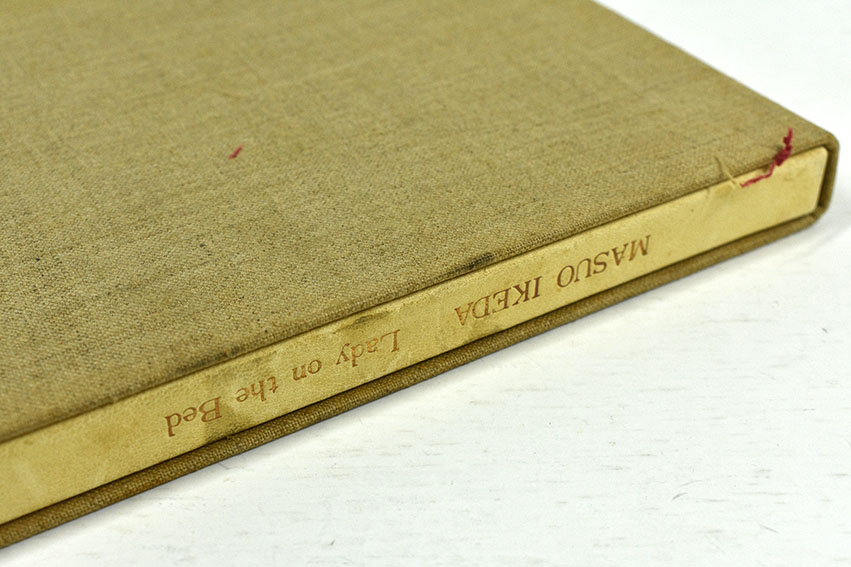 MASUO IKEDA Lady on the Bed